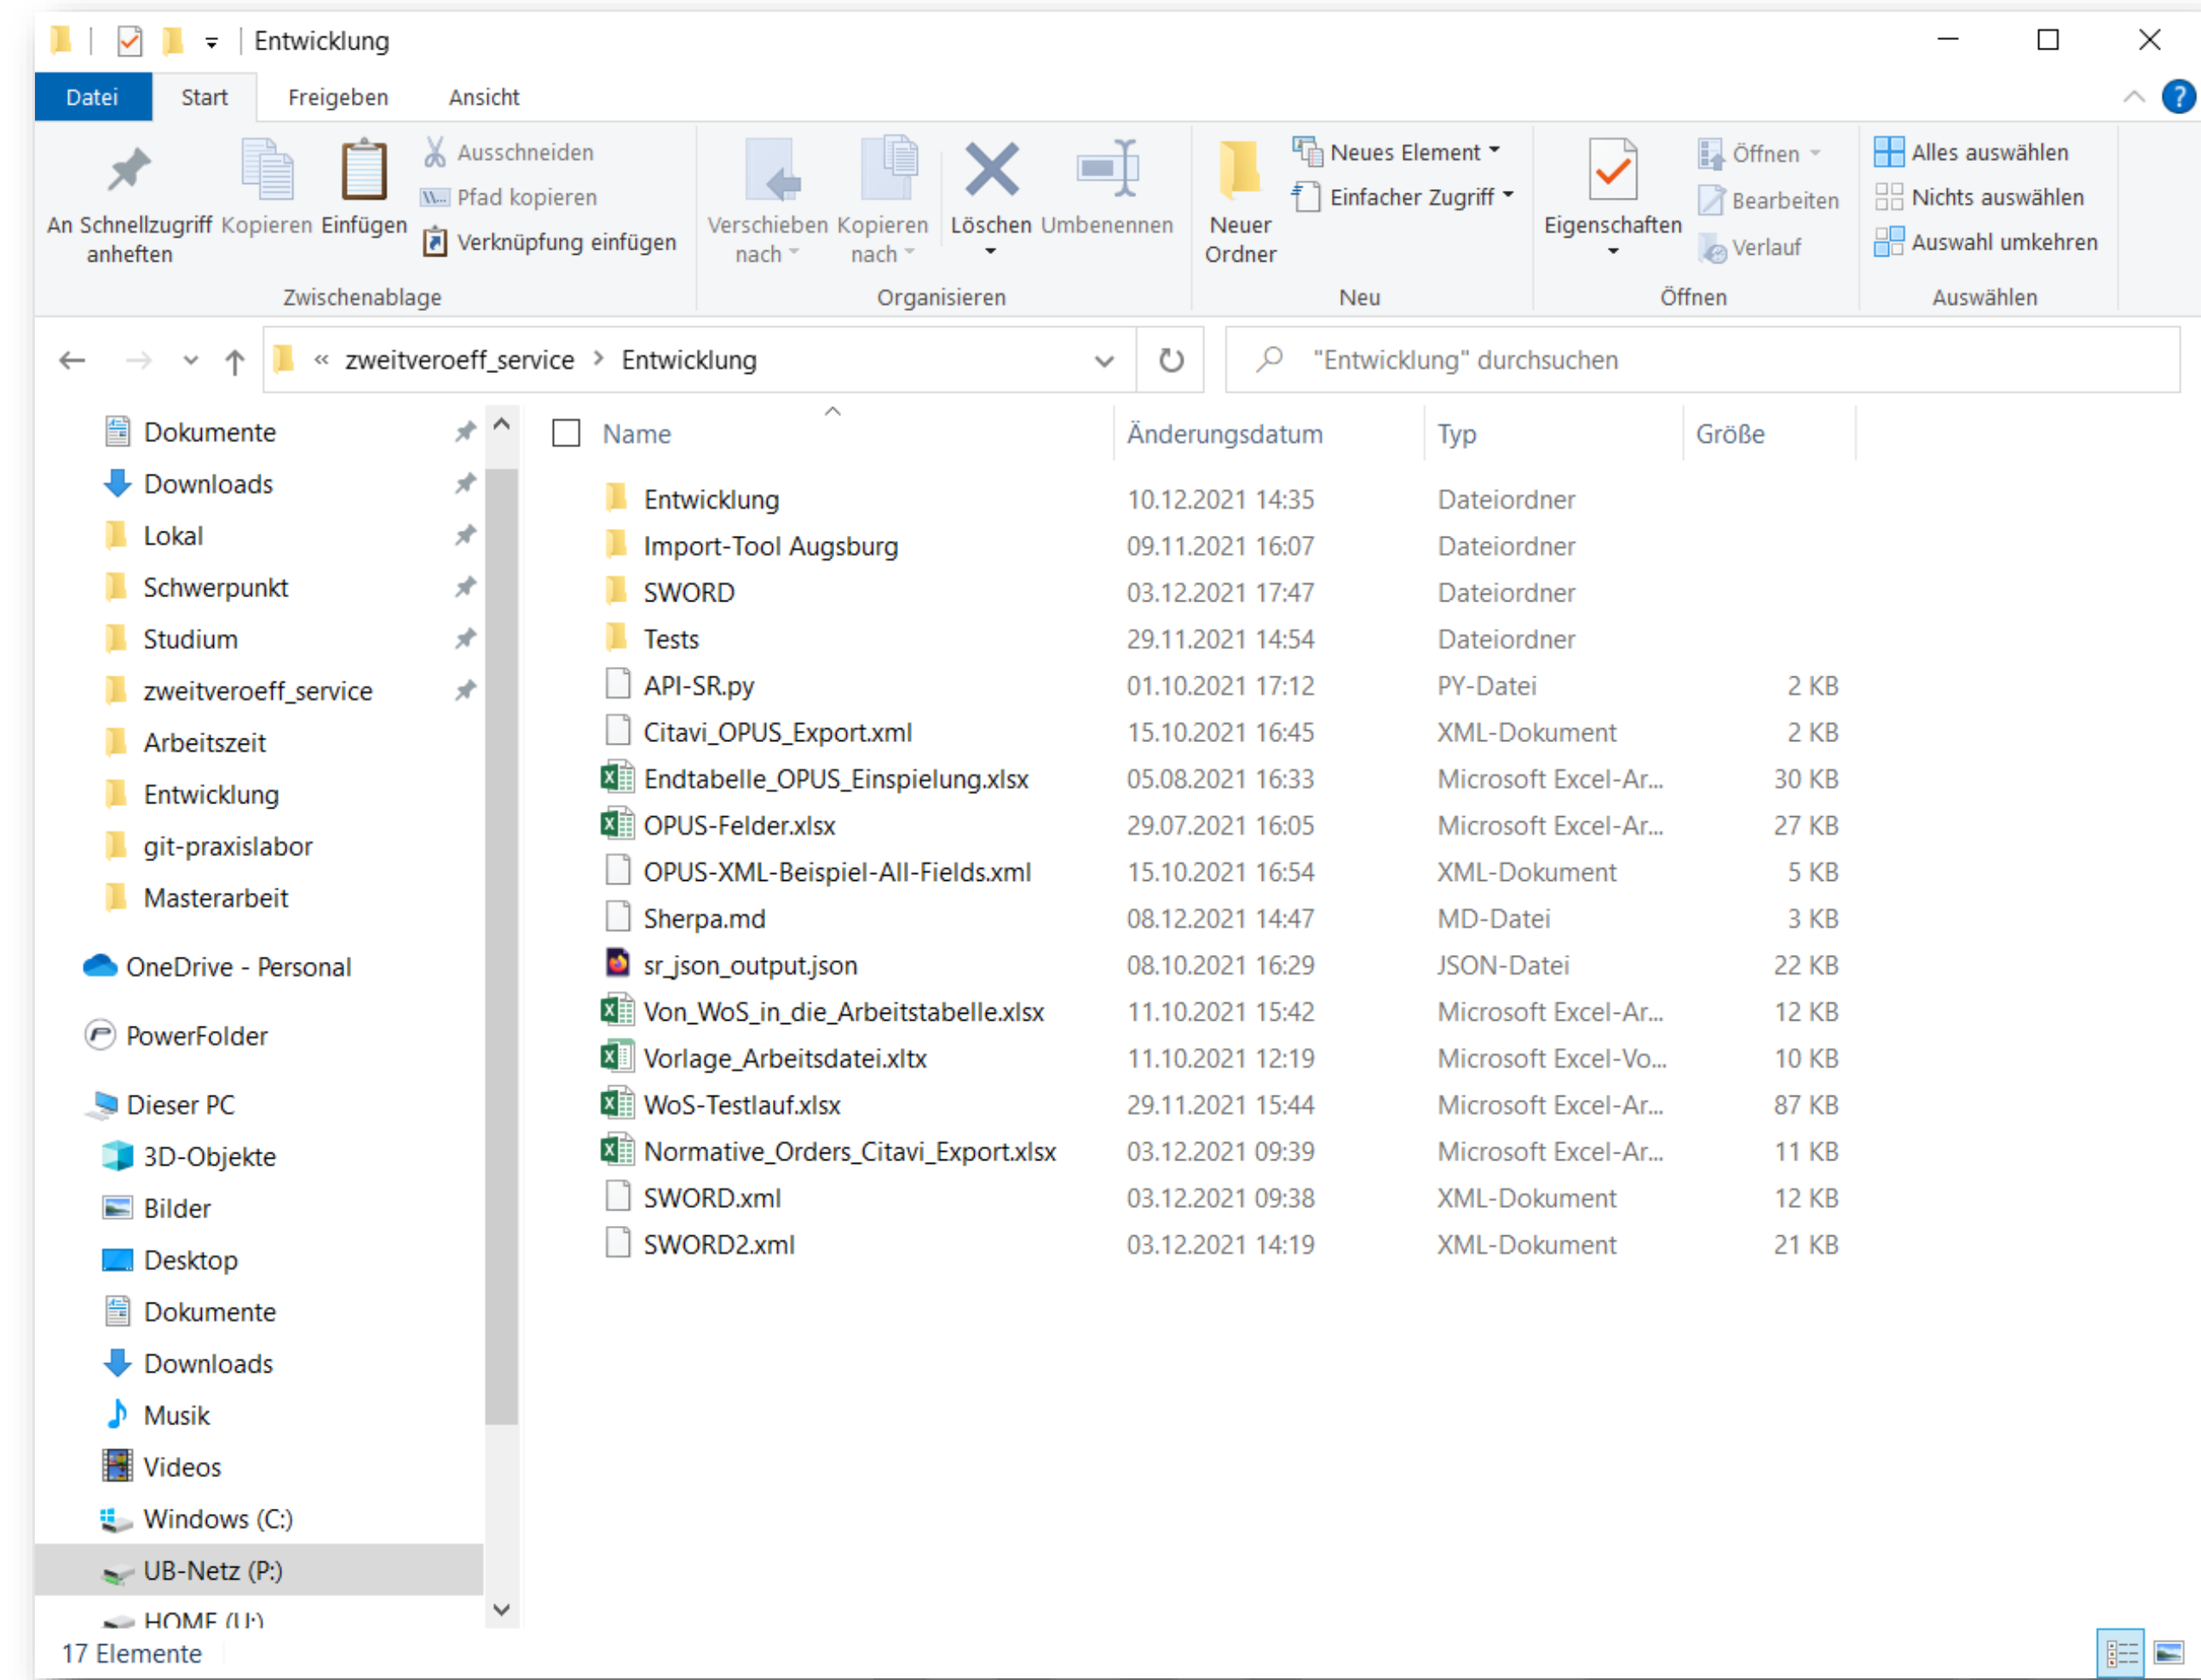 Entwicklung
Datei Start Freigeben Ansicht
An Schnellzugriff anheften
Kopieren
Einfügen
Ausschneiden
Pfad kopieren
Verknüpfung einfügen
Zwischenablage
Verschieben nach
Kopieren nach
Löschen
Umbenennen
Organisieren
Neuer Ordner
Neues Element
Einfacher Zugriff
Neu
Eigenschaften
Öffnen
Bearbeiten
Verlauf
Öffnen
Alles auswählen
Nichts auswählen
Auswahl umkehren
Auswählen
« zweitveroeff_service > Entwicklung
"Entwicklung" durchsuchen
Dokumente
Downloads
Lokal
Schwerpunkt
Studium
zweitveroeff_service
Arbeitszeit
Entwicklung
git-praxislabor
Masterarbeit
OneDrive - Personal
PowerFolder
Dieser PC
3D-Objekte
Bilder
Desktop
Dokumente
Downloads
Musik
Videos
Windows (C:)
UB-Netz (P:)
HOME (U:)
Name Änderungsdatum Typ Größe
Entwicklung 10.12.2021 14:35 Dateiordner
Import-Tool Augsburg 09.11.2021 16:07 Dateiordner
SWORD 03.12.2021 17:47 Dateiordner
Tests 29.11.2021 14:54 Dateiordner
API-SR.py 01.10.2021 17:12 PY-Datei 2 KB
Citavi_OPUS_Export.xml 15.10.2021 16:45 XML-Dokument 2 KB
Endtabelle_OPUS_Einspielung.xlsx 05.08.2021 16:33 Microsoft Excel-Ar... 30 KB
OPUS-Felder.xlsx 29.07.2021 16:05 Microsoft Excel-Ar... 27 KB
OPUS-XML-Beispiel-All-Fields.xml 15.10.2021 16:54 XML-Dokument 5 KB
Sherpa.md 08.12.2021 14:47 MD-Datei 3 KB
sr_json_output.json 08.10.2021 16:29 JSON-Datei 22 KB
Von_WoS_in_die_Arbeitstabelle.xlsx 11.10.2021 15:42 Microsoft Excel-Ar... 12 KB
Vorlage_Arbeitsdatei.xltx 11.10.2021 12:19 Microsoft Excel-Vo... 10 KB
WoS-Testlauf.xlsx 29.11.2021 15:44 Microsoft Excel-Ar... 87 KB
Normative_Orders_Citavi_Export.xlsx 03.12.2021 09:39 Microsoft Excel-Ar... 11 KB
SWORD.xml 03.12.2021 09:38 XML-Dokument 12 KB
SWORD2.xml 03.12.2021 14:19 XML-Dokument 21 KB
17 Elemente